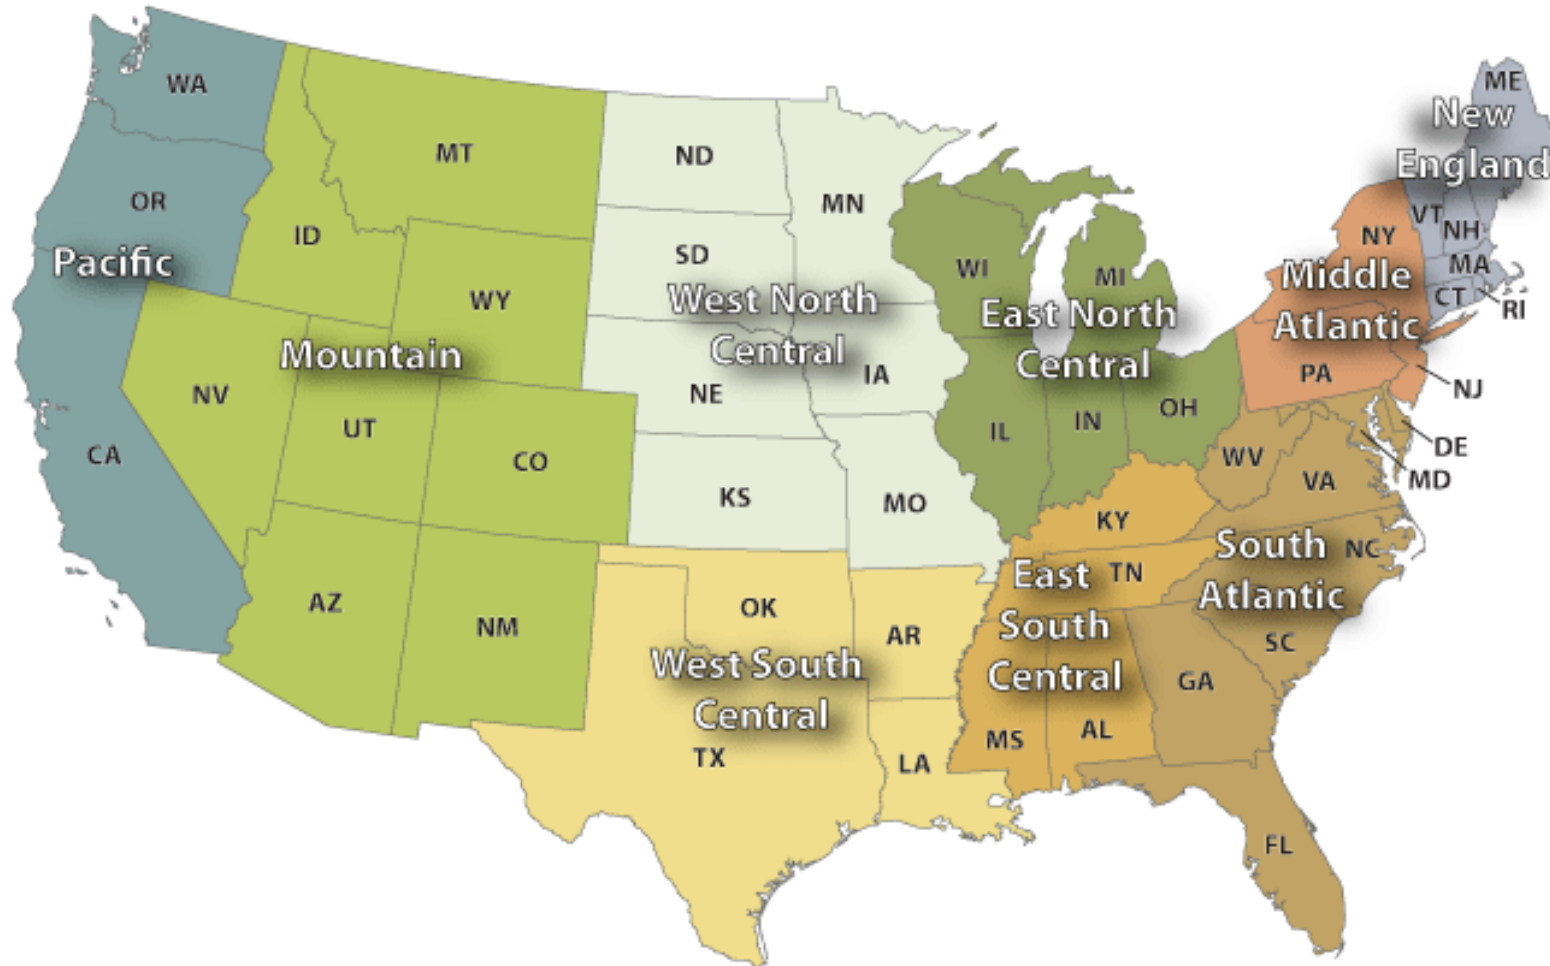 WA
OR
Pacific
CA
MT
ID
WY
Mountain
NV
UT
CO
AZ
NM
ND
MN
SD
West North
Central
NE
IA
KS
MO
OK
AR
West South
Central
TX
LA
WI
MI
East North
Central
IL
IN
OH
KY
TN
East
South
Central
MS
AL
WV
VA
MD
DE
South
Atlantic
NC
SC
GA
FL
NY
Middle
Atlantic
PA
NJ
ME
New
England
VT
NH
MA
CT
RI